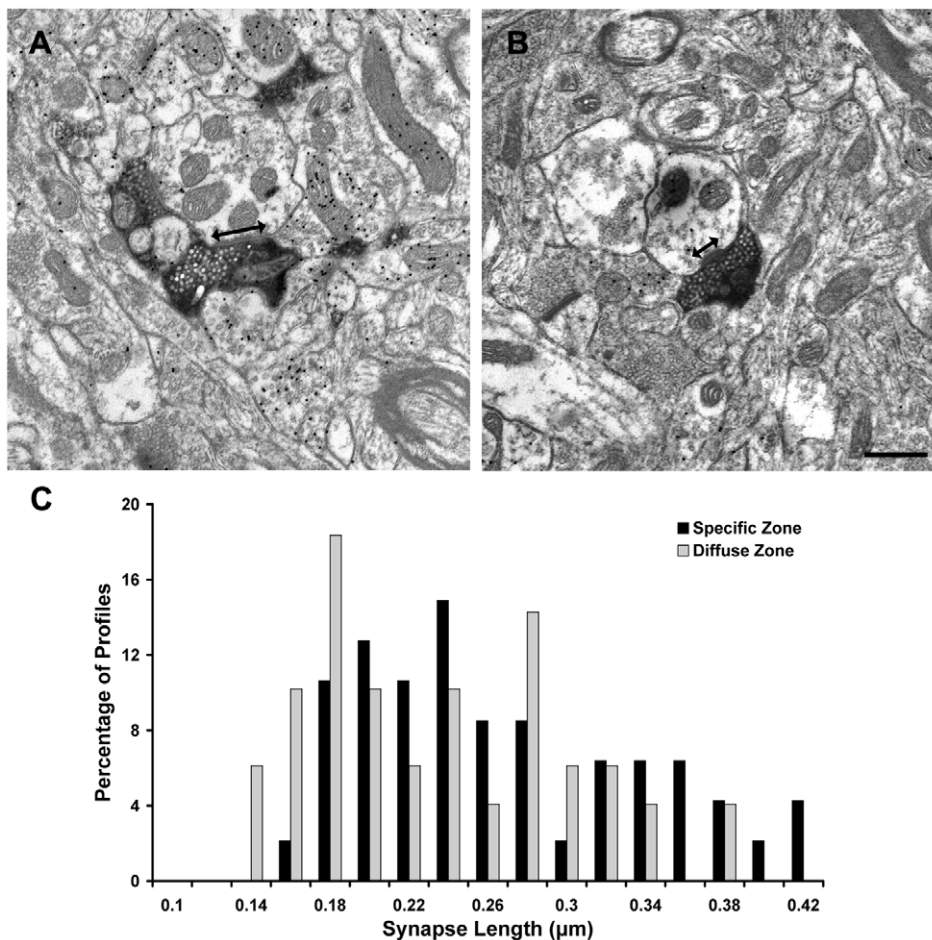 A
B
C
20
16
12
8
4
0
Percentage of Profiles
Specific Zone
Diffuse Zone
0.1 0.14 0.18 0.22 0.26 0.3 0.34 0.38 0.42
Synapse Length (µm)